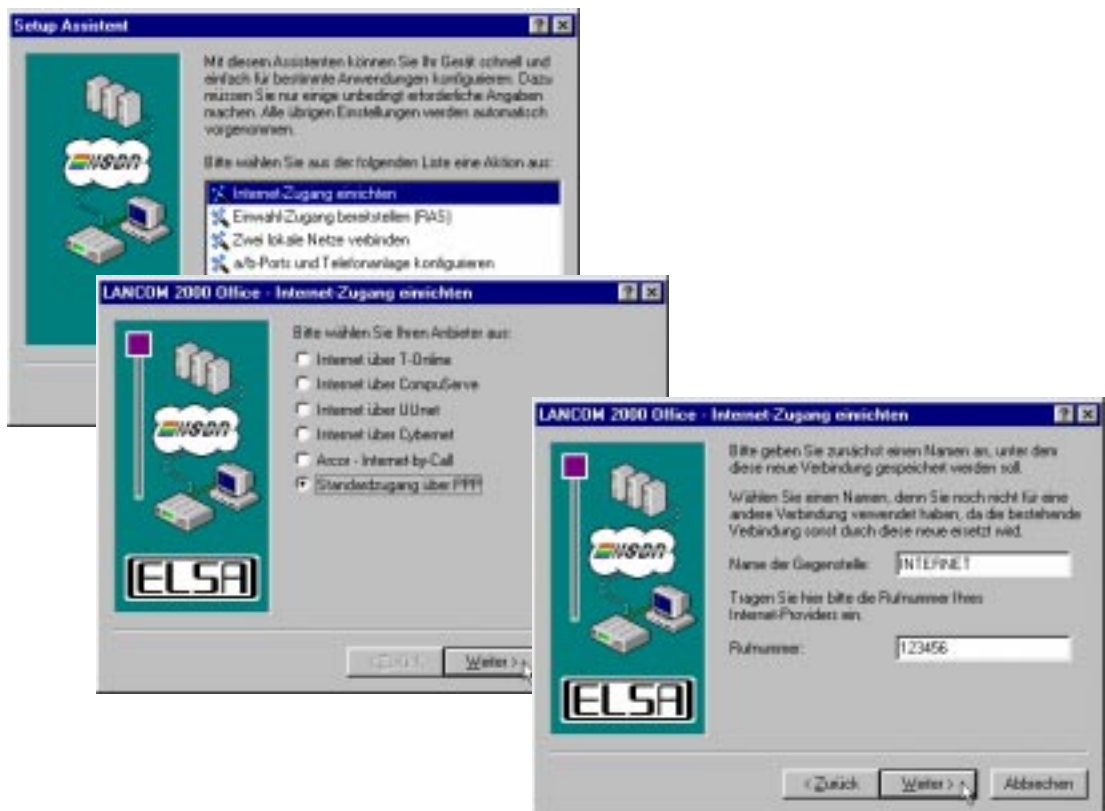 Setup Assistent
Mit diesem Assistenten können Sie Ihr Gerät schnell und
einfach für bestimmte Anwendungen konfigurieren. Dazu
müssen Sie nur einige unbedingt erforderliche Angaben
machen. Alle übrigen Einstellungen werden automatisch
vorgenommen.
Bitte wählen Sie aus der folgenden Liste eine Aktion aus:
Internet-Zugang einrichten
Einwahl-Zugang bereitstellen (RAS)
Zwei lokale Netze verbinden
a/b-Ports und Telefonanlage konfigurieren
LANCOM 2000 Office - Internet-Zugang einrichten
Bitte wählen Sie Ihren Anbieter aus:
Internet über T-Online
Internet über CompuServe
Internet über UUnet
Internet über Cybernet
Arcor - Internet-by-Call
Standardzugang über PPP
ELSA
< Zurück
Weiter >
LANCOM 2000 Office - Internet-Zugang einrichten
Bitte geben Sie zunächst einen Namen an, unter dem
diese neue Verbindung gespeichert werden soll.
Wählen Sie einen Namen, denn Sie noch nicht für eine
andere Verbindung verwendet haben, da die bestehende
Verbindung sonst durch diese neue ersetzt wird.
Name der Gegenstelle: INTERNET
Tragen Sie hier bitte die Rufnummer Ihres
Internet-Providers ein.
Rufnummer: 123456
ELSA
< Zurück
Weiter >
Abbrechen